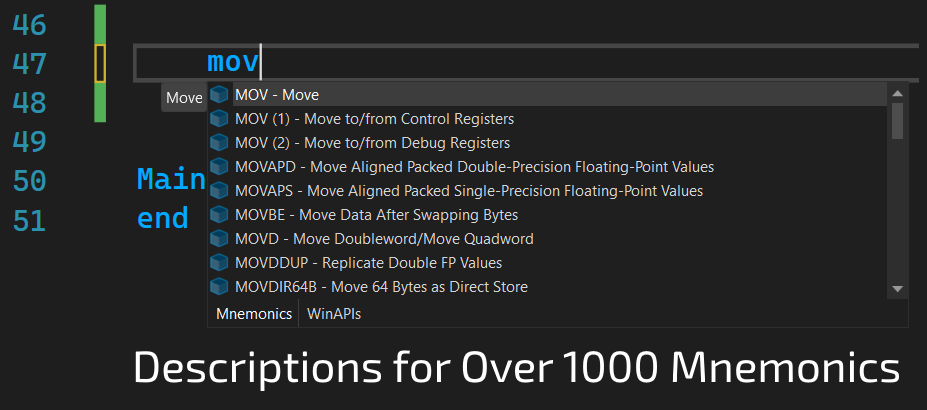 46
47 mov
48
Move
MOV - Move
MOV (1) - Move to/from Control Registers
MOV (2) - Move to/from Debug Registers
MOVAPD - Move Aligned Packed Double-Precision Floating-Point Values
MOVAPS - Move Aligned Packed Single-Precision Floating-Point Values
MOVBE - Move Data After Swapping Bytes
MOVD - Move Doubleword/Move Quadword
MOVDDUP - Replicate Double FP Values
MOVDIR64B - Move 64 Bytes as Direct Store
Mnemonics WinAPIs
49
50 Main
51 end
Descriptions for Over 1000 Mnemonics